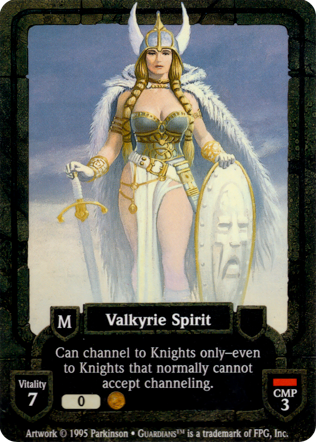 M
Valkyrie Spirit
Can channel to Knights only–even
to Knights that normally cannot
accept channeling.
Vitality
7
0
CMP
3
Artwork © 1995 Parkinson • GUARDIANS™ is a trademark of FPG, Inc.